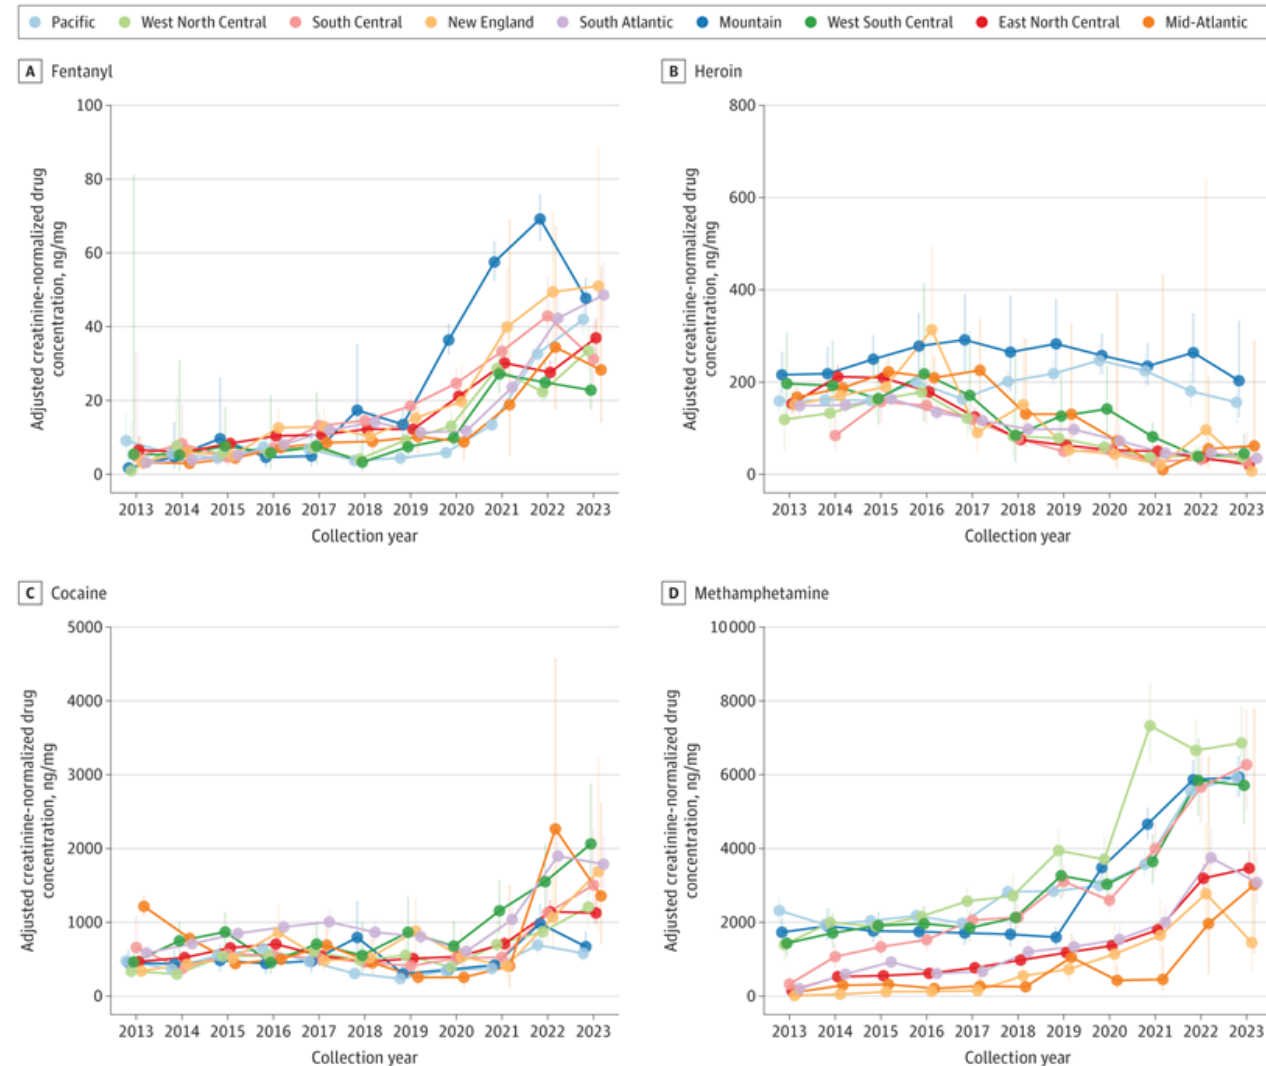 Pacific West North Central South Central New England South Atlantic Mountain West South Central East North Central Mid-Atlantic
A Fentanyl
Adjusted creatinine-normalized drug
concentration, ng/mg
100
80
60
40
20
0
2013 2014 2015 2016 2017 2018 2019 2020 2021 2022 2023
Collection year
B Heroin
Adjusted creatinine-normalized drug
concentration, ng/mg
800
600
400
200
0
2013 2014 2015 2016 2017 2018 2019 2020 2021 2022 2023
Collection year
C Cocaine
Adjusted creatinine-normalized drug
concentration, ng/mg
5000
4000
3000
2000
1000
0
2013 2014 2015 2016 2017 2018 2019 2020 2021 2022 2023
Collection year
D Methamphetamine
Adjusted creatinine-normalized drug
concentration, ng/mg
10 000
8000
6000
4000
2000
0
2013 2014 2015 2016 2017 2018 2019 2020 2021 2022 2023
Collection year